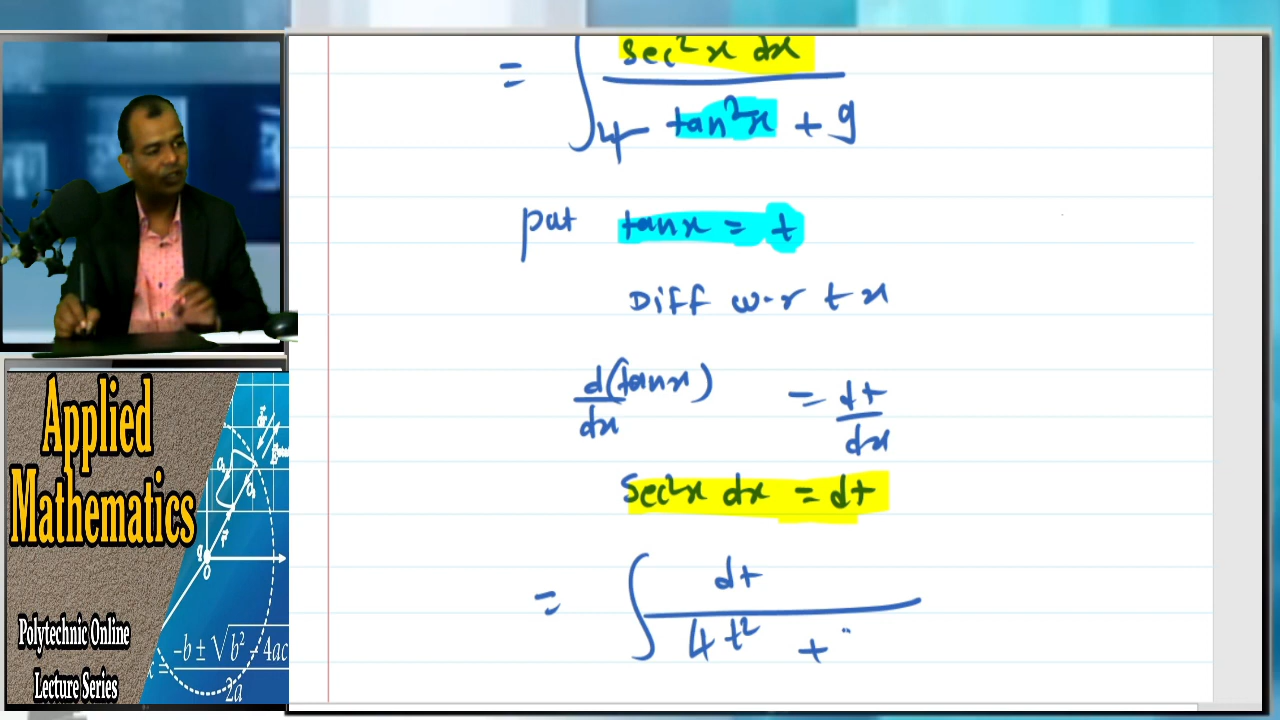 = ∫ sec²x dx
4 tan²x + 9
put tanx = t
Diff w.r t x
d(tanx)/dx = dt/dx
Sec²x dx = dt
= ∫ dt
4t² +
Applied
Mathematics
Polytechnic Online
Lecture Series
= -b ± √b² - 4ac
2a